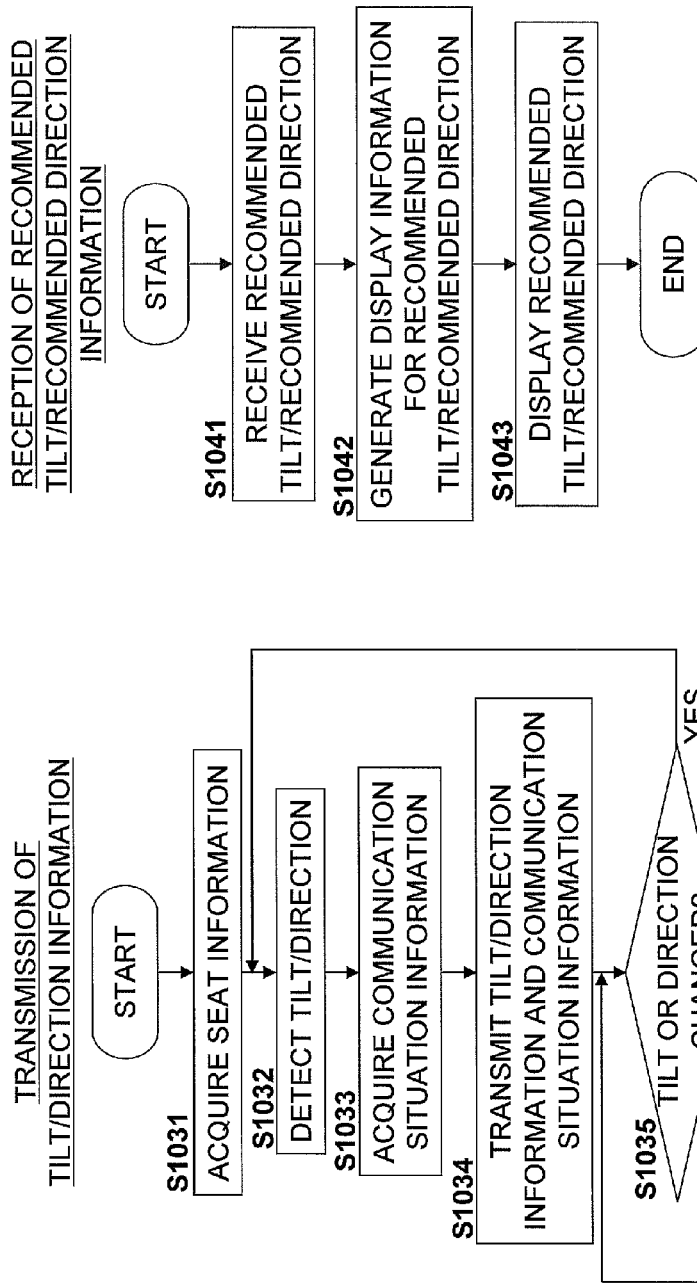 TRANSMISSION OF
TILT/DIRECTION INFORMATION
START
S1031
ACQUIRE SEAT INFORMATION
S1032
DETECT TILT/DIRECTION
S1033
ACQUIRE COMMUNICATION
SITUATION INFORMATION
S1034
TRANSMIT TILT/DIRECTION
INFORMATION AND COMMUNICATION
SITUATION INFORMATION
S1035
TILT OR DIRECTION
CHANGED?
YES
RECEPTION OF RECOMMENDED
TILT/RECOMMENDED DIRECTION
INFORMATION
START
S1041
RECEIVE RECOMMENDED
TILT/RECOMMENDED DIRECTION
S1042
GENERATE DISPLAY INFORMATION
FOR RECOMMENDED
TILT/RECOMMENDED DIRECTION
S1043
DISPLAY RECOMMENDED
TILT/RECOMMENDED DIRECTION
END